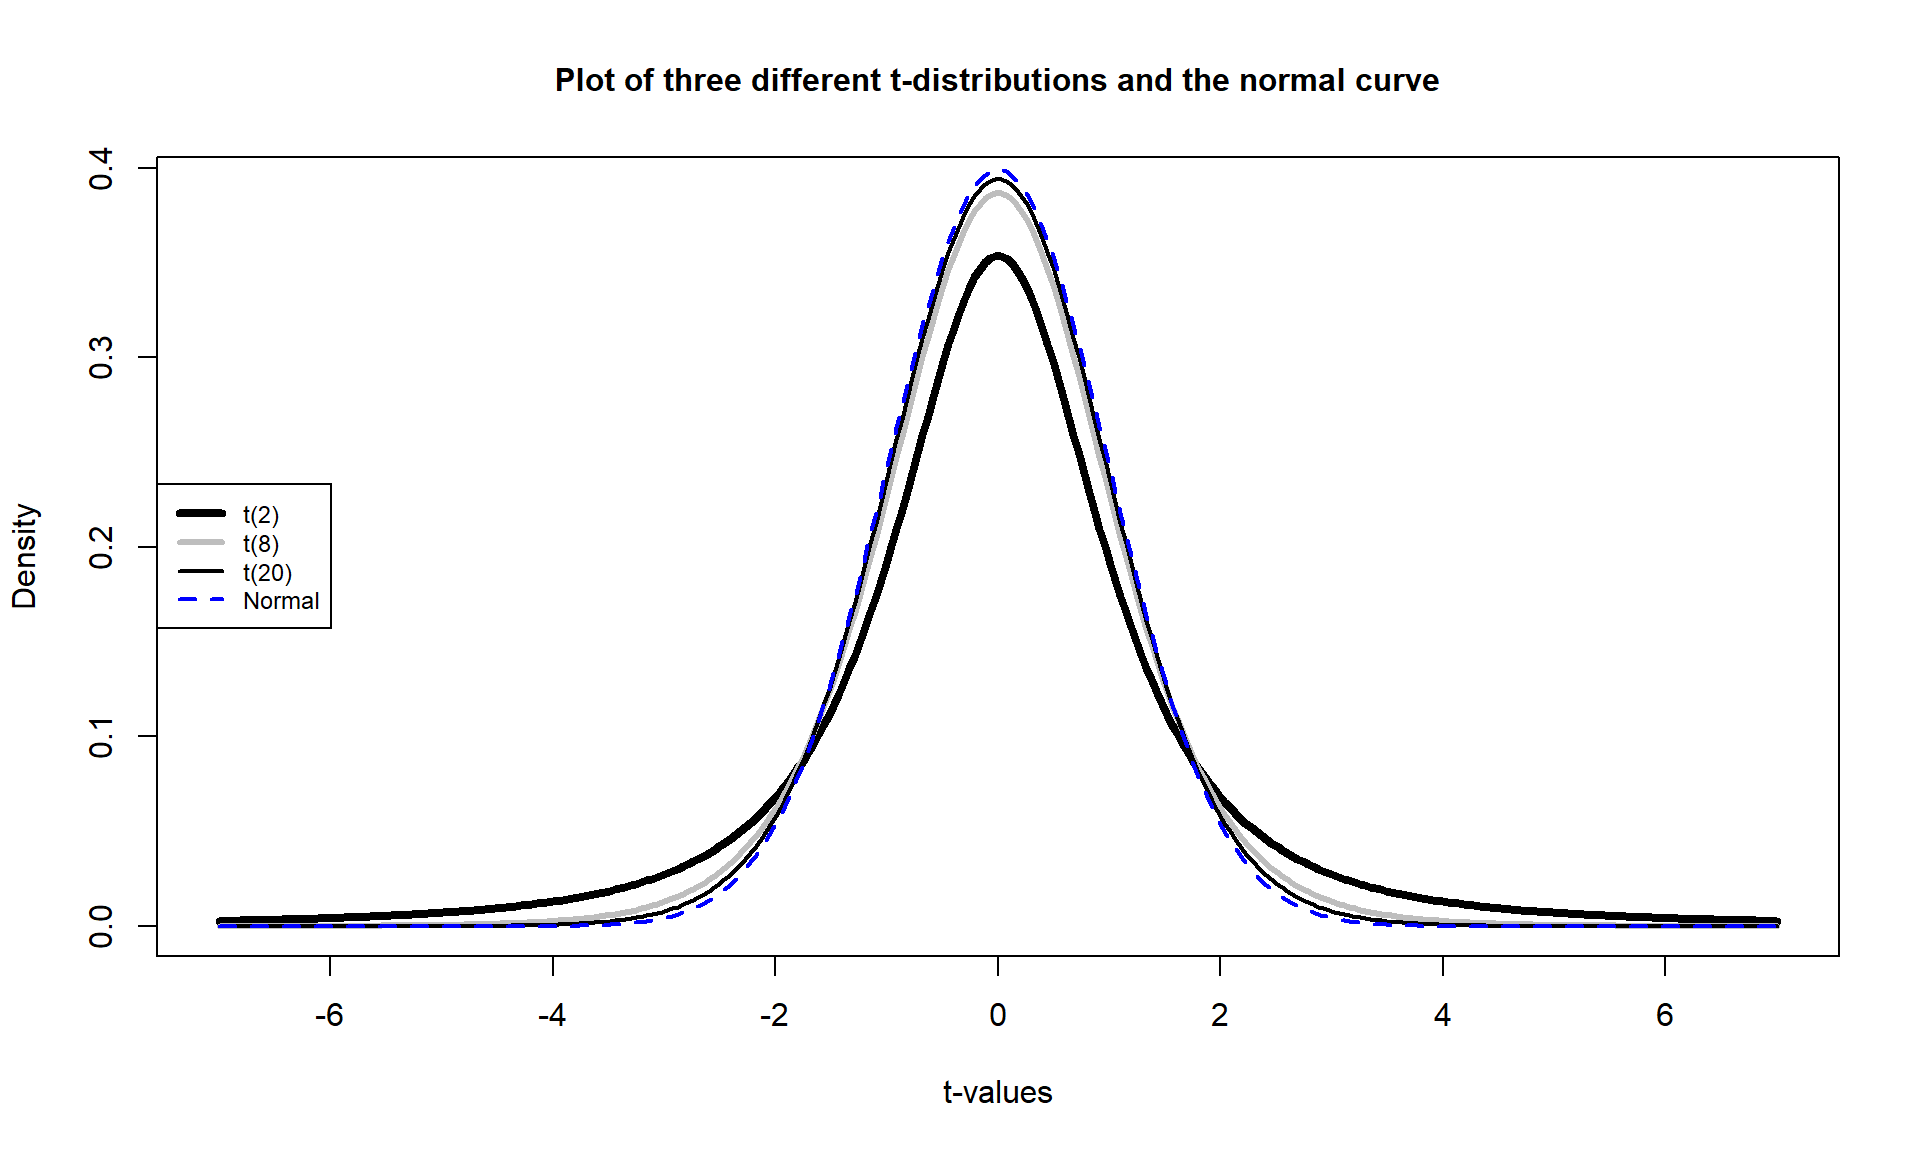 Plot of three different t-distributions and the normal curve
Density
0.4
0.3
0.2
0.1
0.0
t(2)
t(8)
t(20)
Normal
-6 -4 -2 0 2 4 6
t-values